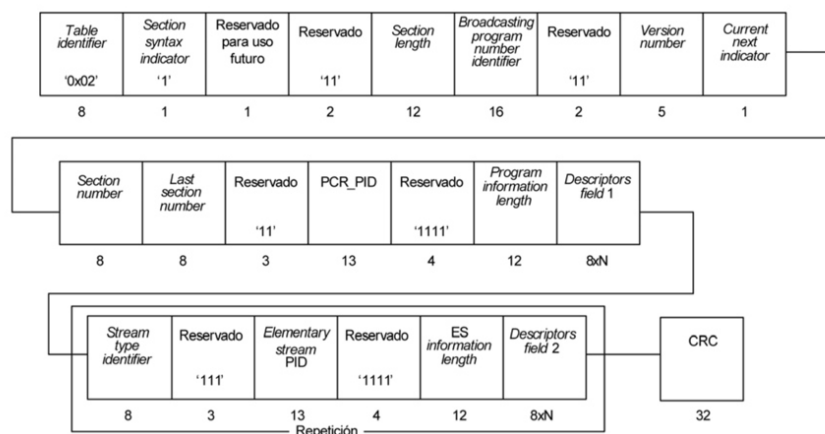 Table identifier '0x02'
Section syntax indicator '1'
Reservado para uso futuro
Reservado '11'
Section length
Broadcasting program number identifier
Reservado '11'
Version number
Current next indicator
8 1 1 2 12 16 2 5 1
Section number
Last section number
Reservado '11'
PCR_PID
Reservado '1111'
Program information length
Descriptors field 1
8 8 3 13 4 12 8xN
Stream type identifier
Reservado '111'
Elementary stream PID
Reservado '1111'
ES information length
Descriptors field 2
CRC
8 3 13 4 12 8xN 32
Repetición